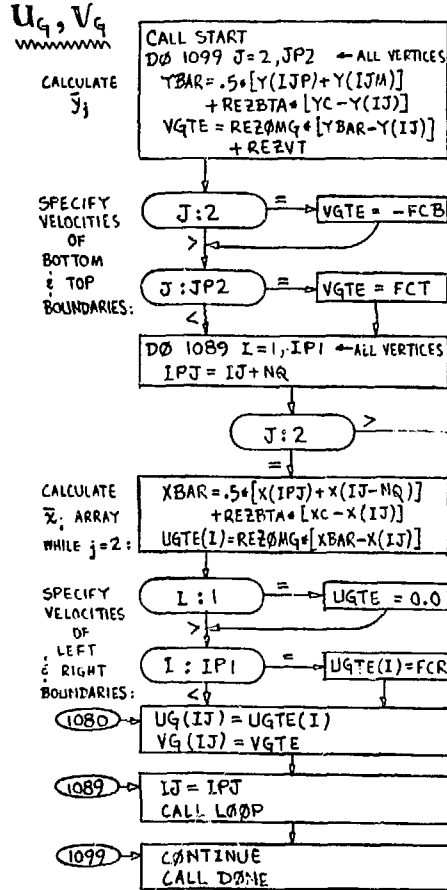 U_G, V_G
CALL START
DØ 1099 J=2,JP2 ← ALL VERTICES
YBAR=.5*[Y(IJP)+Y(IJM)]
+REZBTA*[YC-Y(IJ)]
VGTE=REZØMG*[YBAR-Y(IJ)]
+REZVT
CALCULATE
ȳj
SPECIFY
VELOCITIES
OF
BOTTOM
& TOP
BOUNDARIES:
J:2
=
VGTE = -FCB
>
J:JP2
=
VGTE = FCT
<
DØ 1089 I=1,IP1 ← ALL VERTICES
IPJ = IJ+NQ
J:2
>
=
CALCULATE
x̄i ARRAY
WHILE j=2:
XBAR=.5*[X(IPJ)+X(IJ-NQ)]
+REZBTA*[XC-X(IJ)]
UGTE(I)=REZØMG*[XBAR-X(IJ)]
SPECIFY
VELOCITIES
OF
LEFT
& RIGHT
BOUNDARIES:
I:1
=
UGTE = 0.0
>
I:IP1
=
UGTE(I)=FCR
<
1080
UG(IJ)=UGTE(I)
VG(IJ)=VGTE
1089
IJ = IPJ
CALL LØØP
1099
CØNTINUE
CALL DØNE